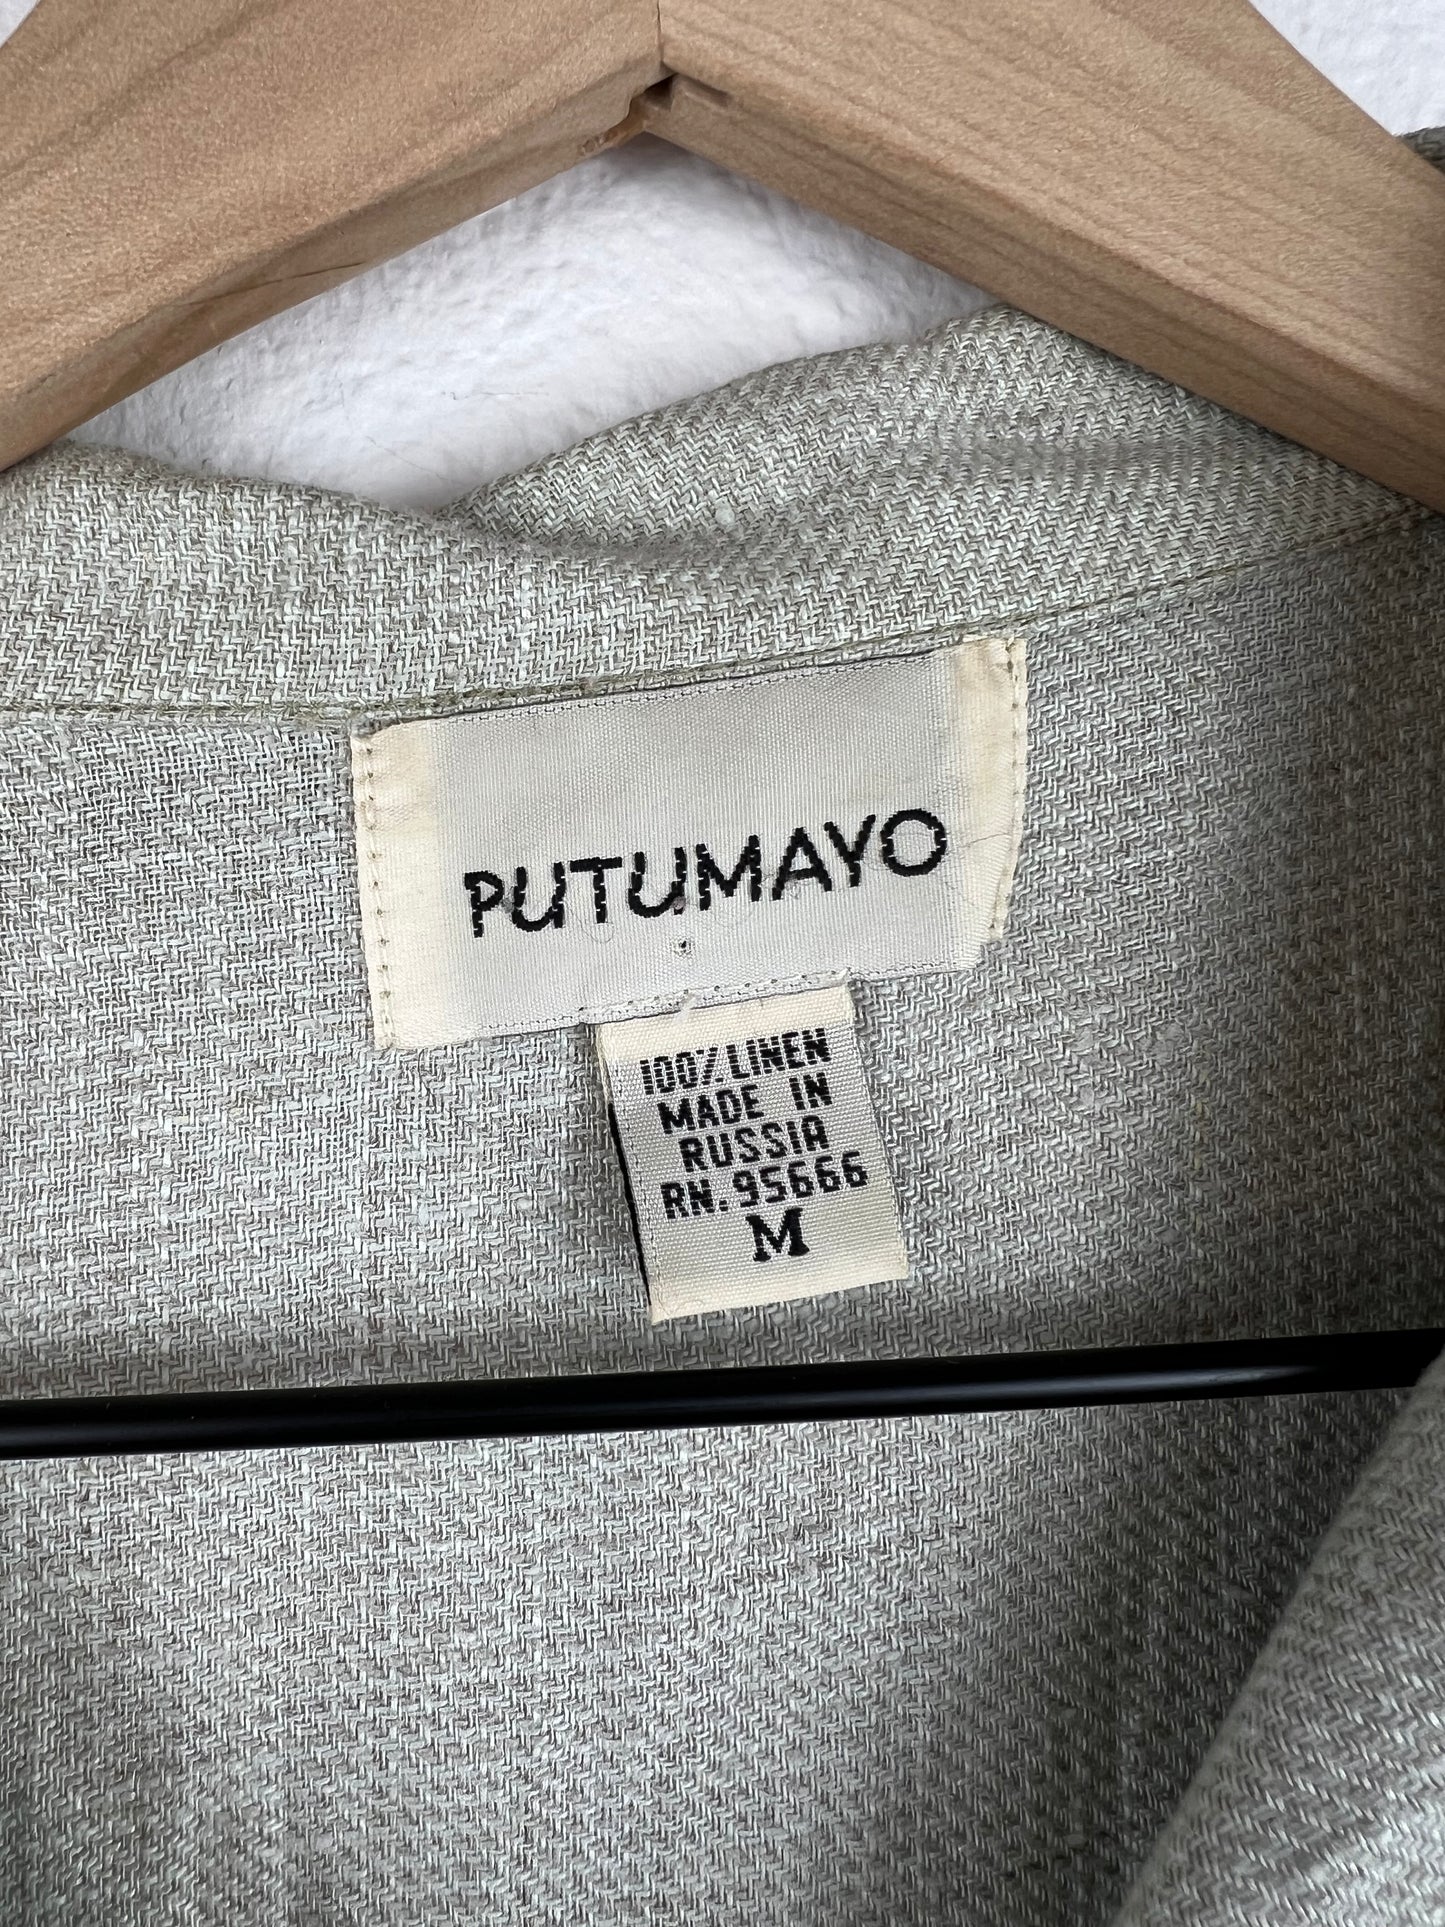 PUTUMAYO
100% LINEN
MADE IN
RUSSIA
RN.95666
M